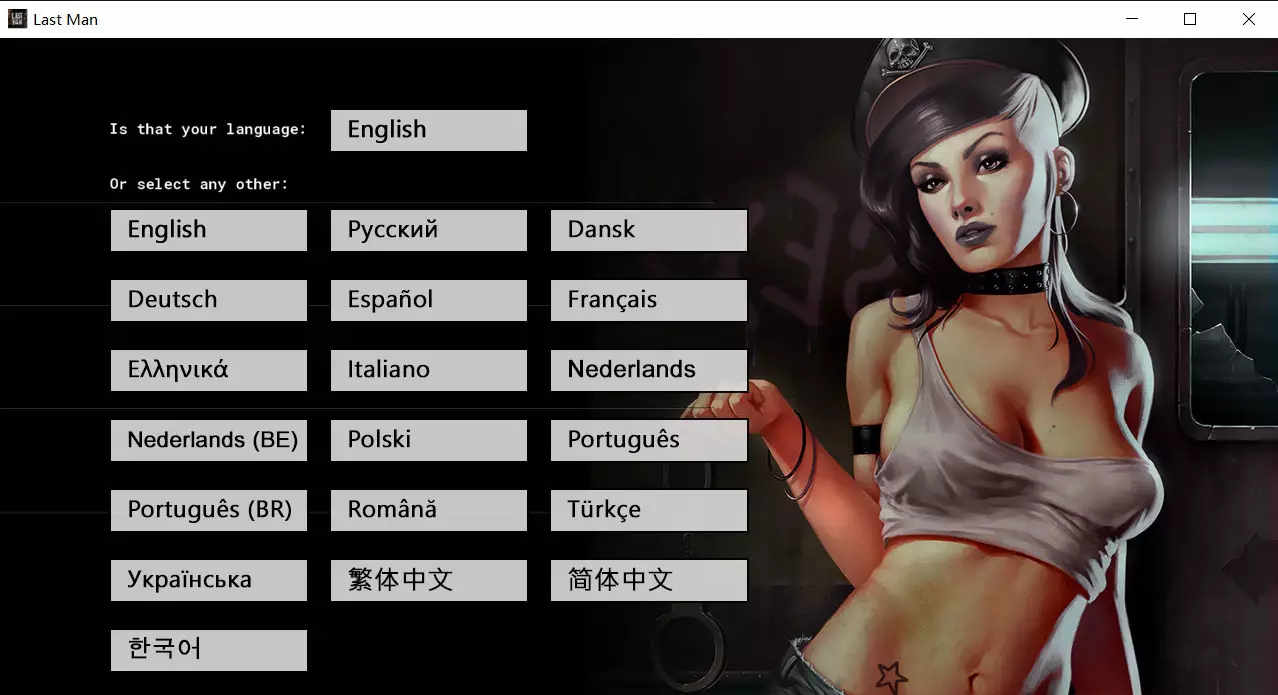 Last Man
Is that your language: English
Or select any other:
English Русский Dansk
Deutsch Español Français
Ελληνικά Italiano Nederlands
Nederlands (BE) Polski Português
Português (BR) Română Türkçe
Українська 繁体中文 简体中文
한국어